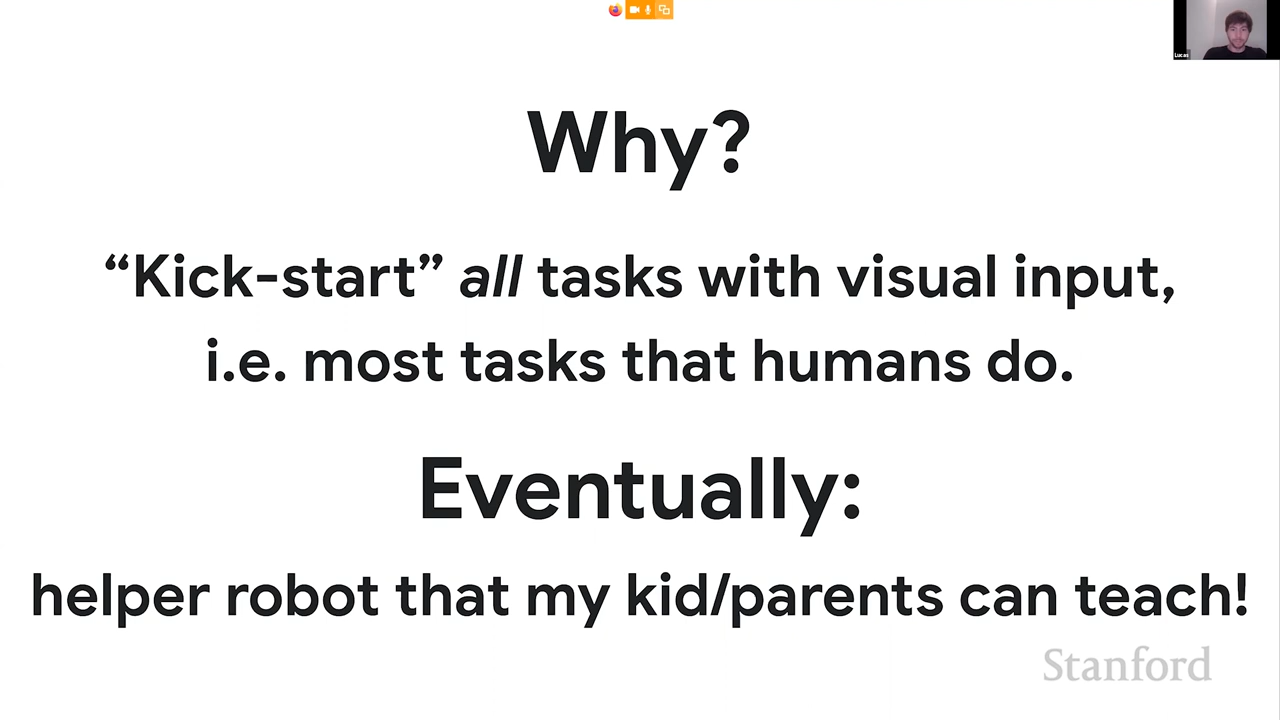 Lucas
Why?
“Kick-start” all tasks with visual input,
i.e. most tasks that humans do.
Eventually:
helper robot that my kid/parents can teach!
Stanford